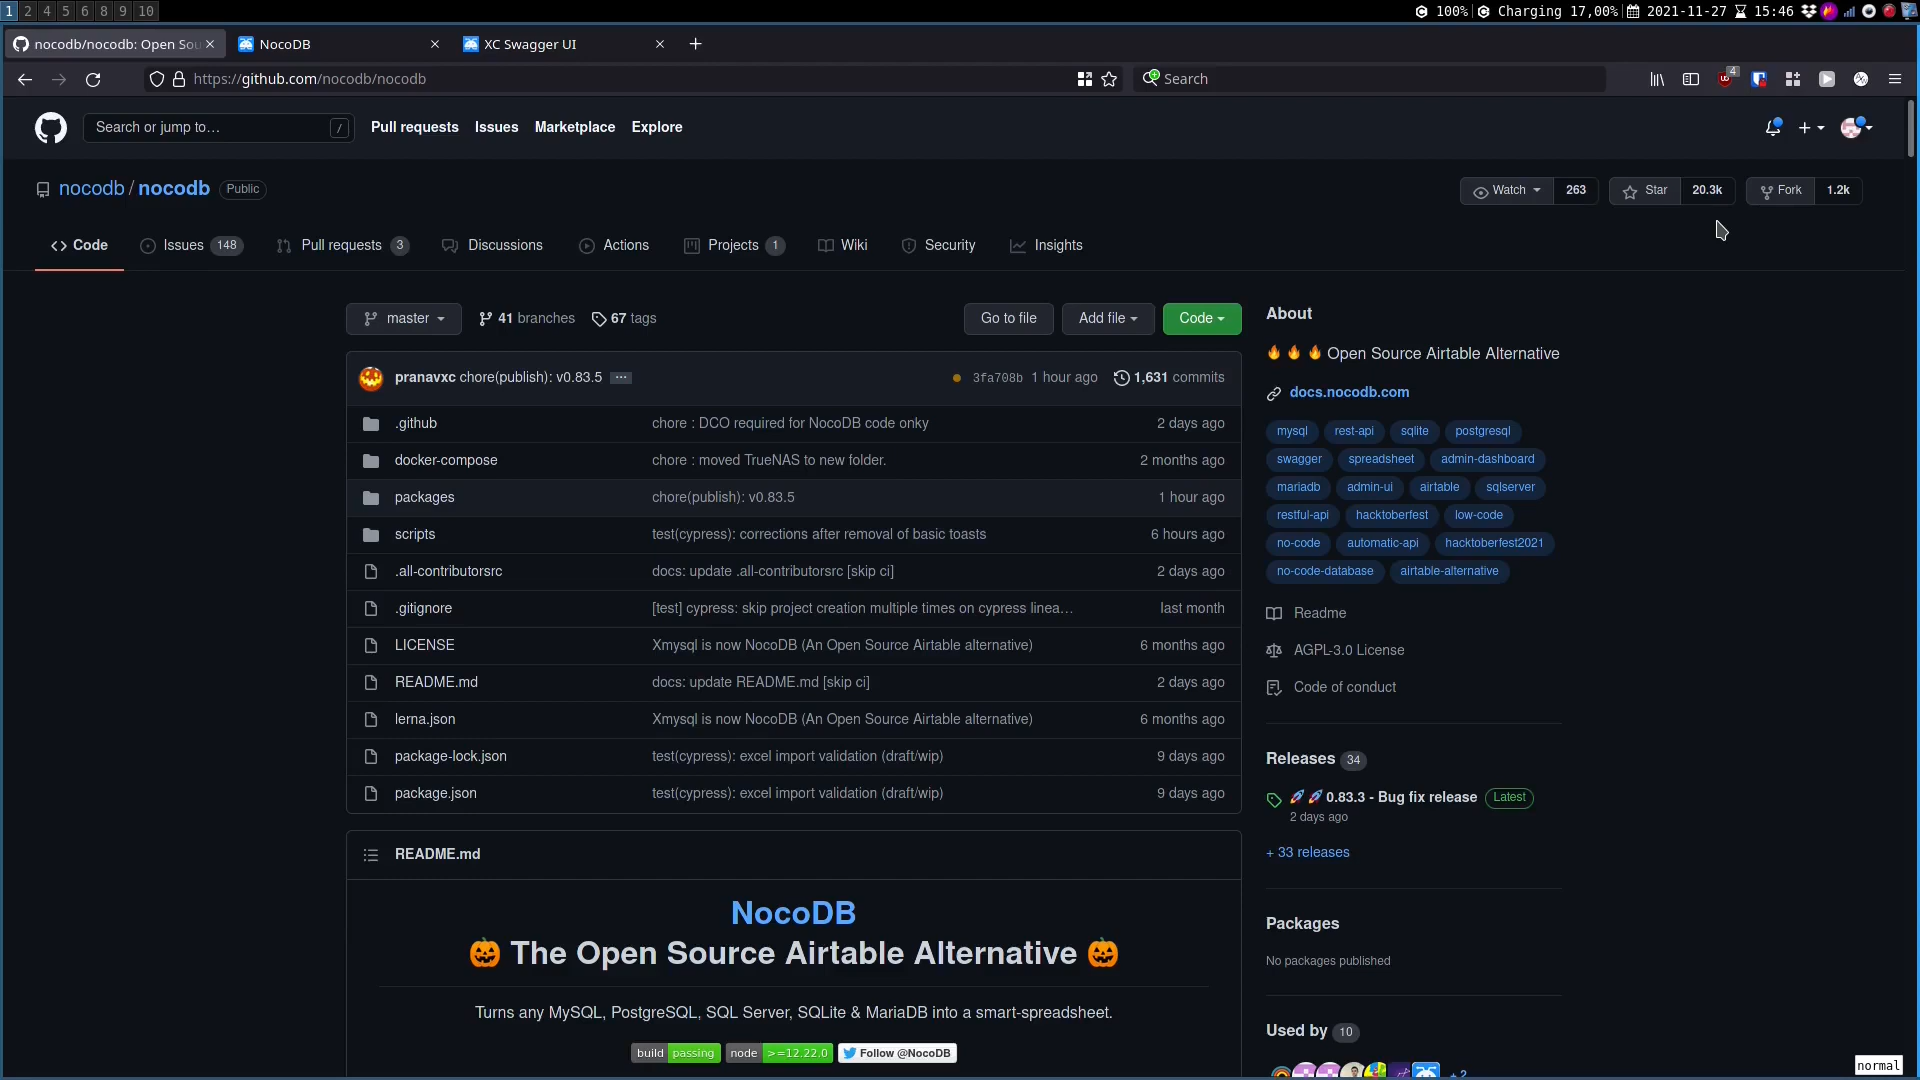 1 2 4 5 6 8 9 10
100% | Charging 17,00% | 2021-11-27 15:46
nocodb/nocodb: Open Sou
NocoDB
XC Swagger UI
https://github.com/nocodb/nocodb
Search
4
Search or jump to… /
Pull requests Issues Marketplace Explore
nocodb / nocodb Public
Watch 263 Star 20.3k Fork 1.2k
<> Code Issues 148 Pull requests 3 Discussions Actions Projects 1 Wiki Security Insights
master 41 branches 67 tags Go to file Add file Code
pranavxc chore(publish): v0.83.5 ... 3fa708b 1 hour ago 1,631 commits
.github chore : DCO required for NocoDB code onky 2 days ago
docker-compose chore : moved TrueNAS to new folder. 2 months ago
packages chore(publish): v0.83.5 1 hour ago
scripts test(cypress): corrections after removal of basic toasts 6 hours ago
.all-contributorsrc docs: update .all-contributorsrc [skip ci] 2 days ago
.gitignore [test] cypress: skip project creation multiple times on cypress linea… last month
LICENSE Xmysql is now NocoDB (An Open Source Airtable alternative) 6 months ago
README.md docs: update README.md [skip ci] 2 days ago
lerna.json Xmysql is now NocoDB (An Open Source Airtable alternative) 6 months ago
package-lock.json test(cypress): excel import validation (draft/wip) 9 days ago
package.json test(cypress): excel import validation (draft/wip) 9 days ago
README.md
NocoDB
🎃 The Open Source Airtable Alternative 🎃
Turns any MySQL, PostgreSQL, SQL Server, SQLite & MariaDB into a smart-spreadsheet.
build passing node >=12.22.0 Follow @NocoDB
About
🔥 🔥 🔥 Open Source Airtable Alternative
docs.nocodb.com
mysql rest-api sqlite postgresql
swagger spreadsheet admin-dashboard
mariadb admin-ui airtable sqlserver
restful-api hacktoberfest low-code
no-code automatic-api hacktoberfest2021
no-code-database airtable-alternative
Readme
AGPL-3.0 License
Code of conduct
Releases 34
🚀 🚀 0.83.3 - Bug fix release Latest
2 days ago
+ 33 releases
Packages
No packages published
Used by 10
+ 2
normal